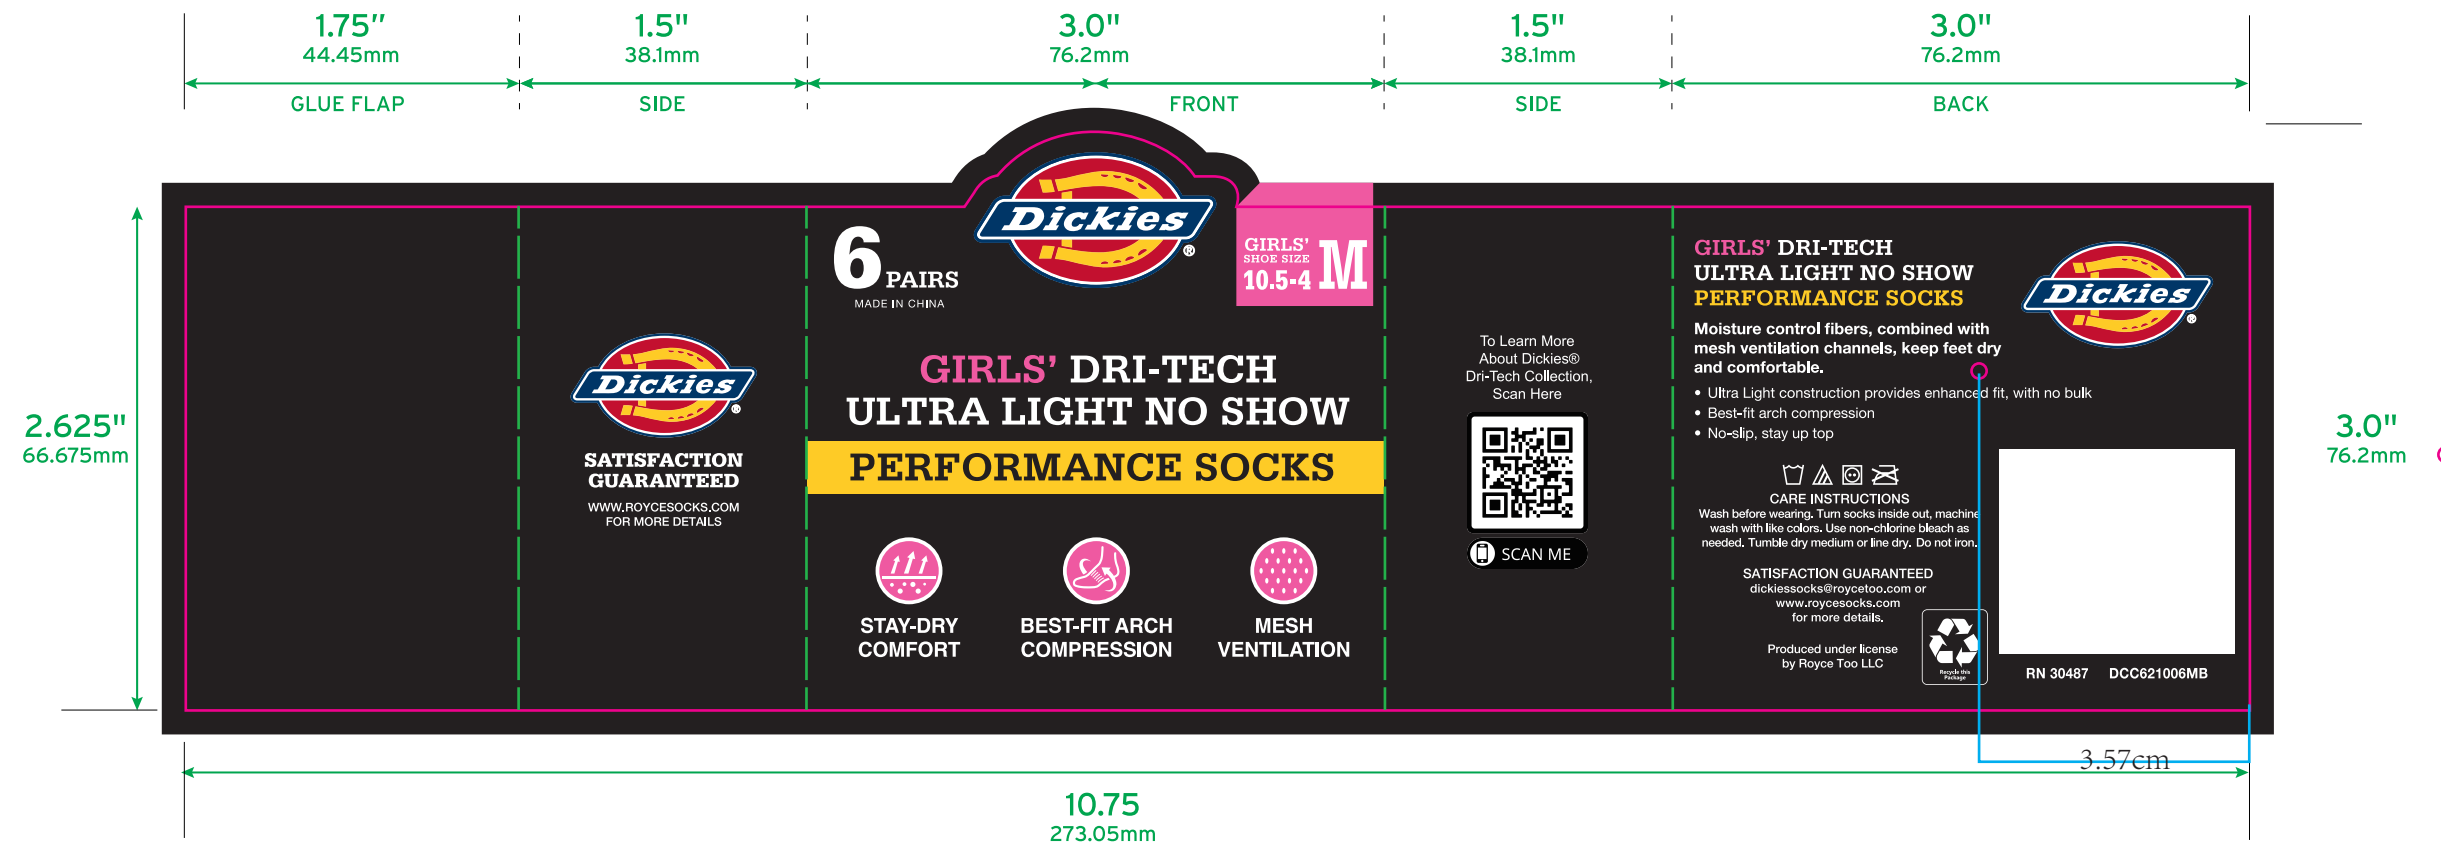 1.75"
44.45mm
GLUE FLAP
1.5"
38.1mm
SIDE
3.0"
76.2mm
FRONT
1.5"
38.1mm
SIDE
3.0"
76.2mm
BACK
2.625"
66.675mm
Dickies®
SATISFACTION
GUARANTEED
WWW.ROYCESOCKS.COM
FOR MORE DETAILS
6 PAIRS
MADE IN CHINA
Dickies®
GIRLS'
SHOE SIZE
10.5-4
M
GIRLS' DRI-TECH
ULTRA LIGHT NO SHOW
PERFORMANCE SOCKS
STAY-DRY
COMFORT
BEST-FIT ARCH
COMPRESSION
MESH
VENTILATION
To Learn More
About Dickies®
Dri-Tech Collection,
Scan Here
SCAN ME
GIRLS' DRI-TECH
ULTRA LIGHT NO SHOW
PERFORMANCE SOCKS
Dickies®
Moisture control fibers, combined with
mesh ventilation channels, keep feet dry
and comfortable.
• Ultra Light construction provides enhanced fit, with no bulk
• Best-fit arch compression
• No-slip, stay up top
CARE INSTRUCTIONS
Wash before wearing. Turn socks inside out, machine
wash with like colors. Use non-chlorine bleach as
needed. Tumble dry medium or line dry. Do not iron.
SATISFACTION GUARANTEED
dickiessocks@roycetoo.com or
www.roycesocks.com
for more details.
Produced under license
by Royce Too LLC
Recycle this
Package
RN 30487 DCC621006MB
3.0"
76.2mm
3.57cm
10.75
273.05mm